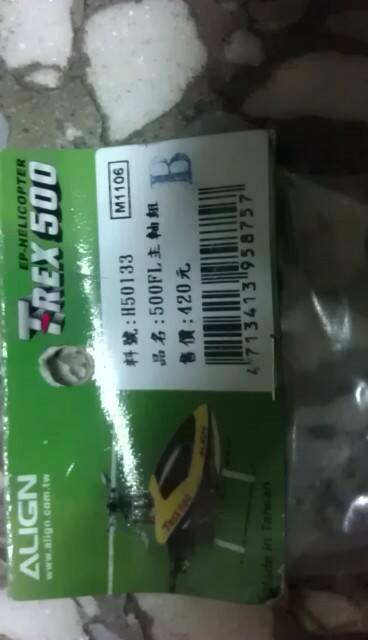 EP-HELICOPTER
T-REX 500
M1106
B
料號:H50133
品名:500FL主軸組
售價:420元
4713413958757
ALIGN
www.align.com.tw
ALIGN
Made in Taiwan